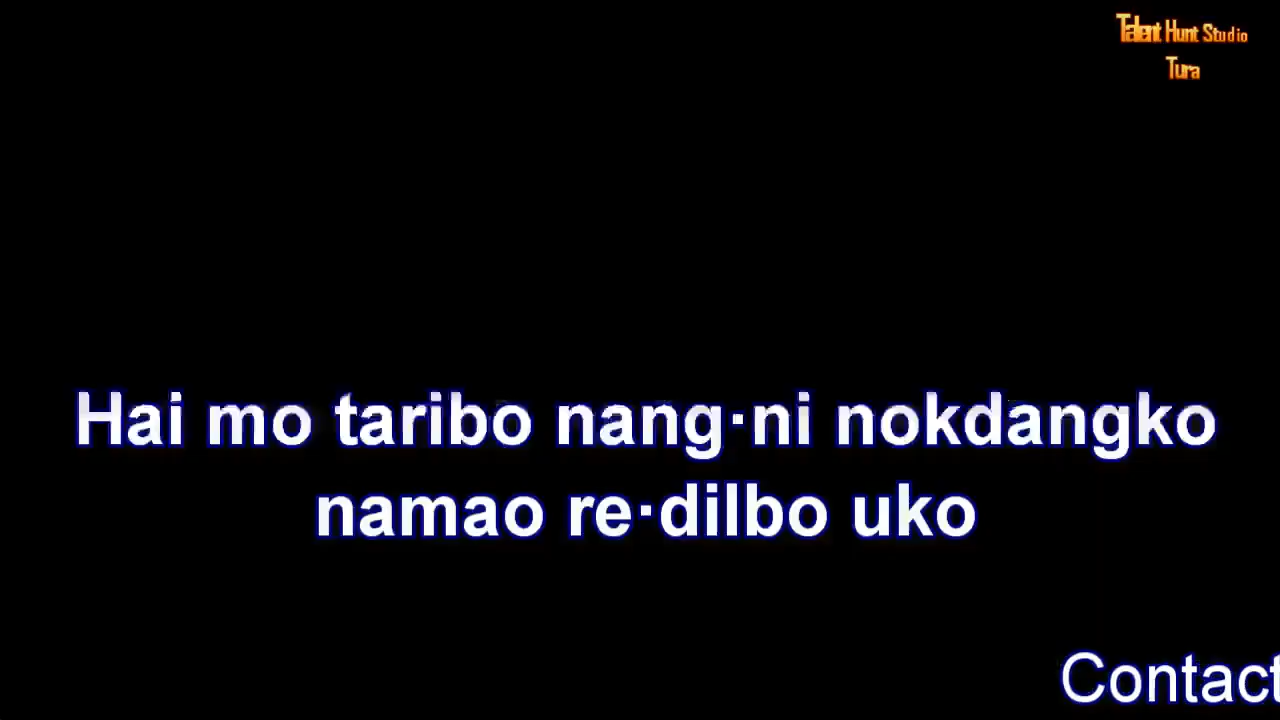 Talent Hunt Studio
Tura
Hai mo taribo nang·ni nokdangko
namao re·dilbo uko
Contact